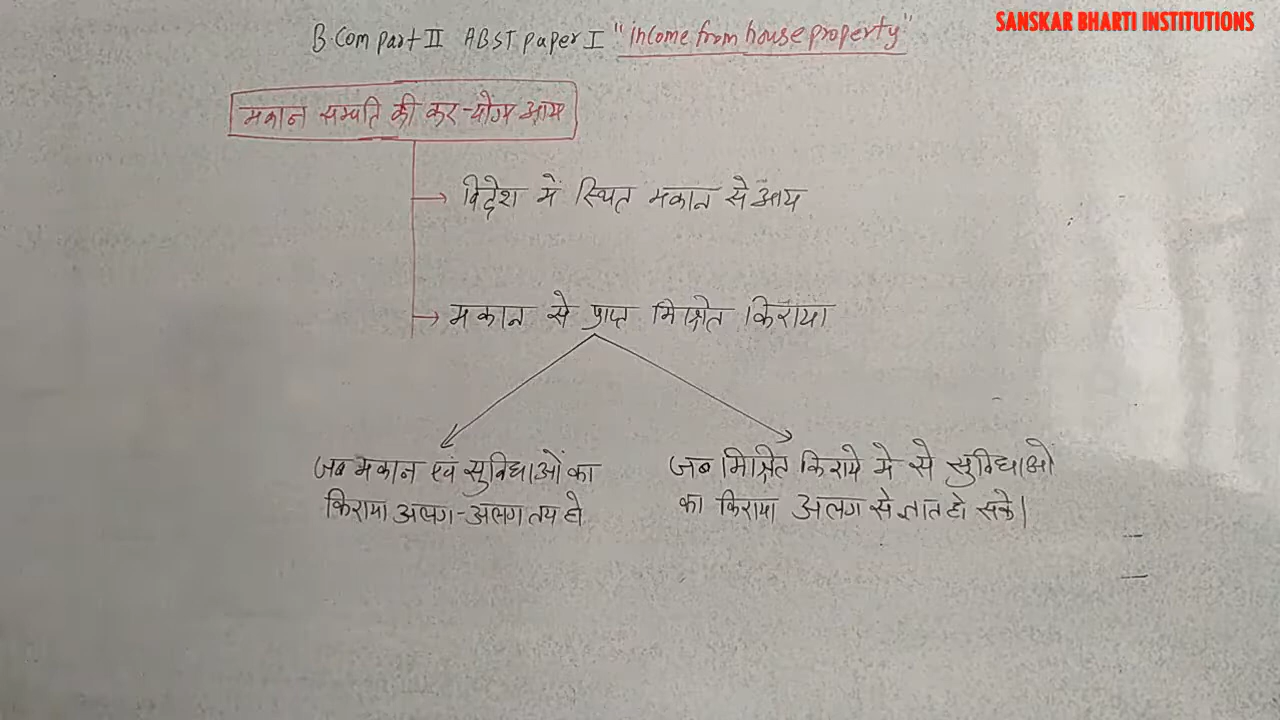 SANSKAR BHARTI INSTITUTIONS
B.Com part II ABST paper I "income from house property"
मकान सम्पति की कर-योग्य आय
विदेश में स्थित मकान से आय
मकान से प्राप्त मिश्रित किराया
जब मकान एवं सुविधाओं का
किराया अलग-अलग तय हो
जब मिश्रित किराये मे से सुविधाओ
का किराया अलग से ज्ञात हो सके।